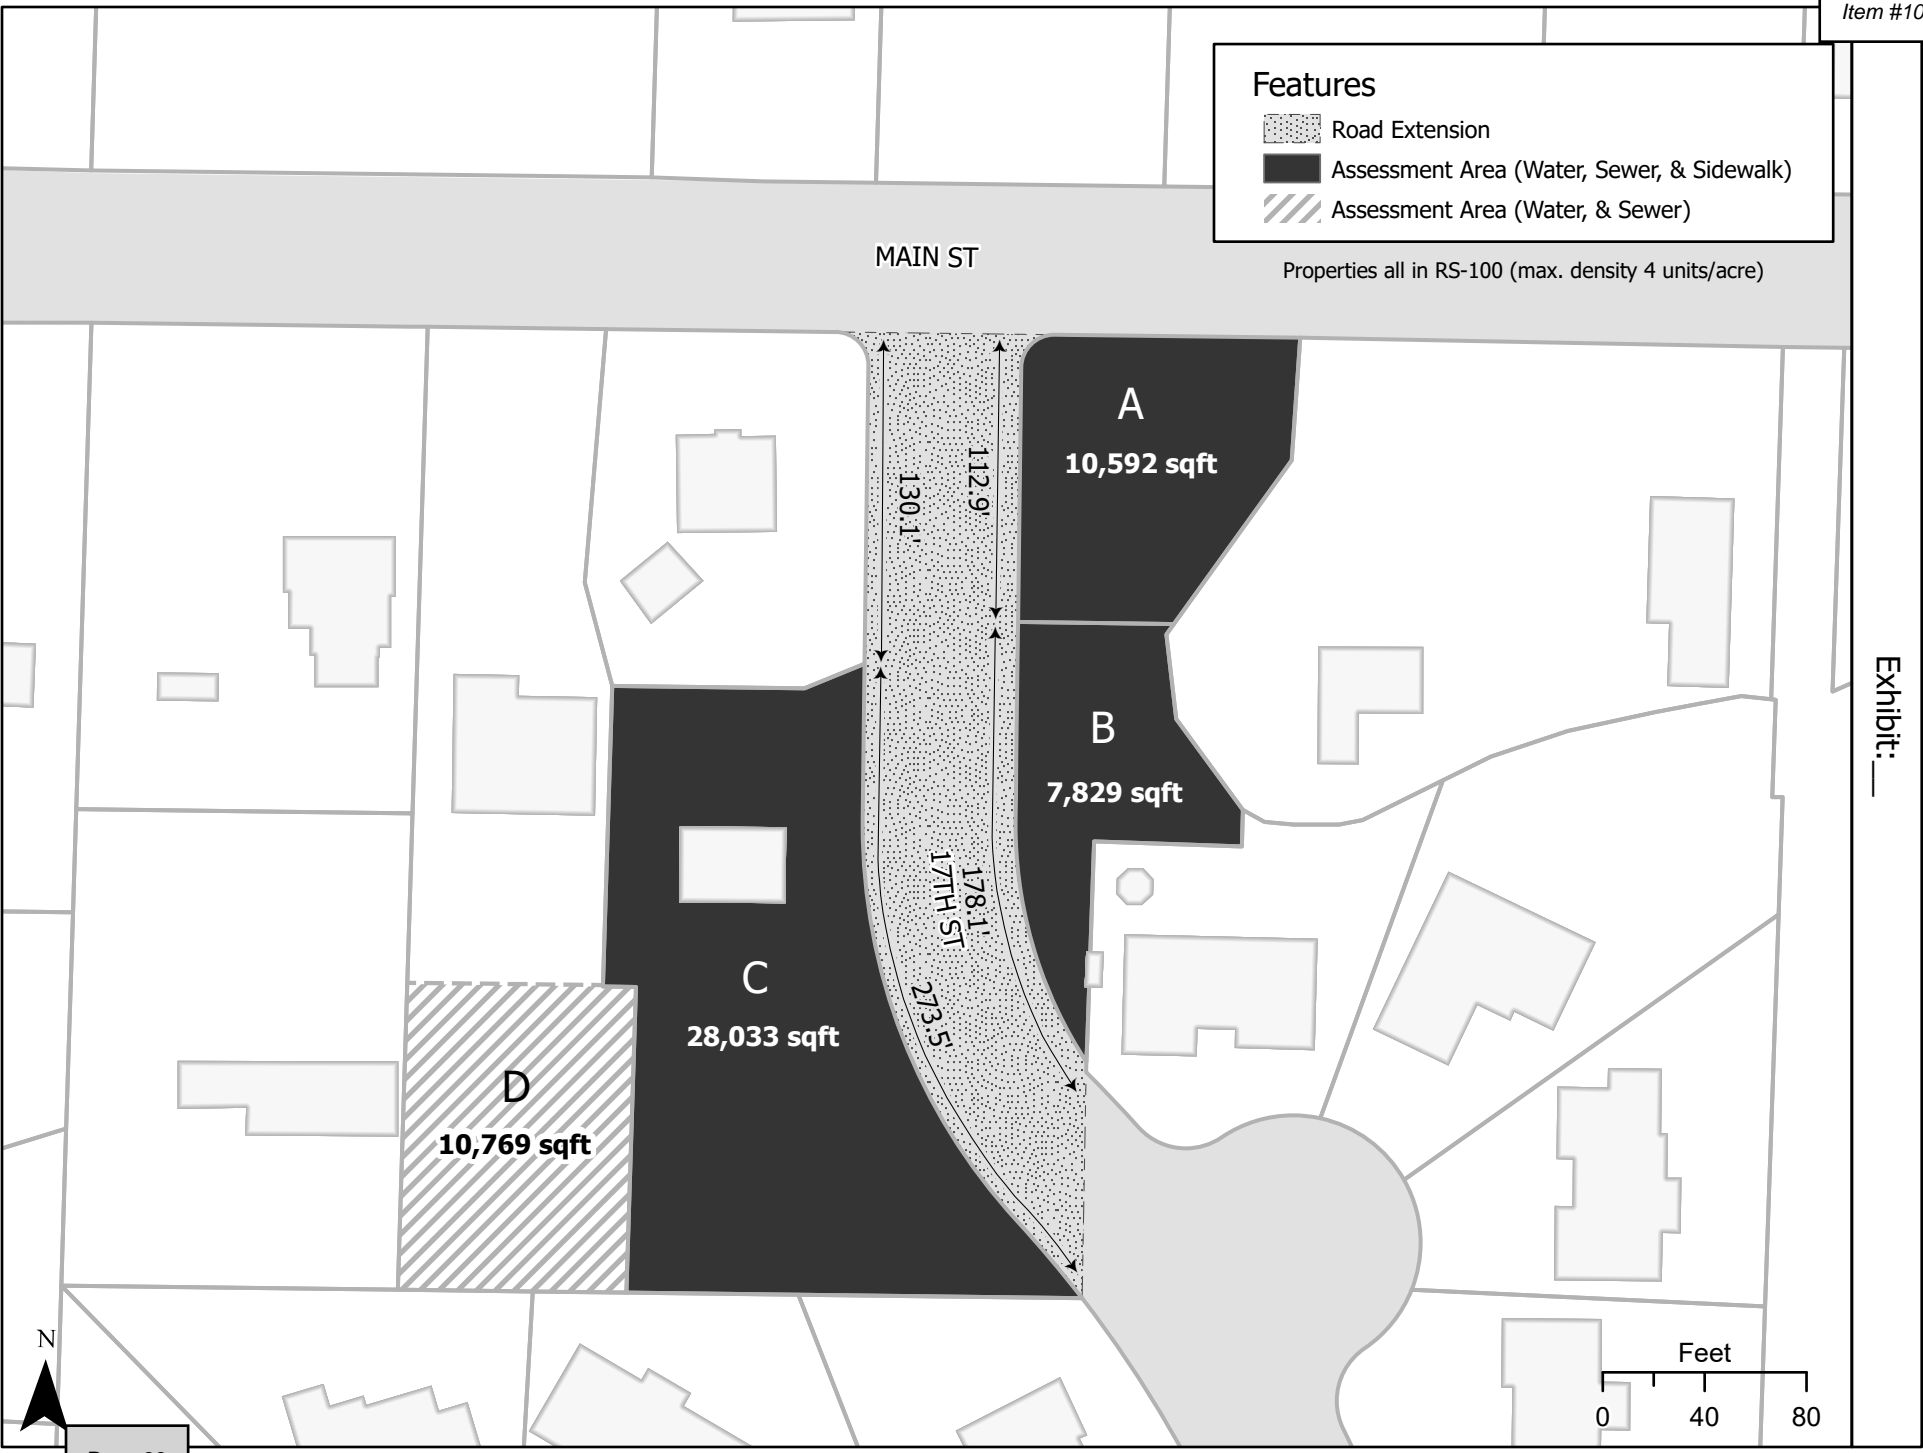 Item #10
Features
Road Extension
Assessment Area (Water, Sewer, & Sidewalk)
Assessment Area (Water, & Sewer)
MAIN ST
Properties all in RS-100 (max. density 4 units/acre)
A
10,592 sqft
112.9'
130.1'
B
7,829 sqft
Exhibit:__
178.1'
17TH ST
C
28,033 sqft
273.5'
D
10,769 sqft
N
Feet
0 40 80